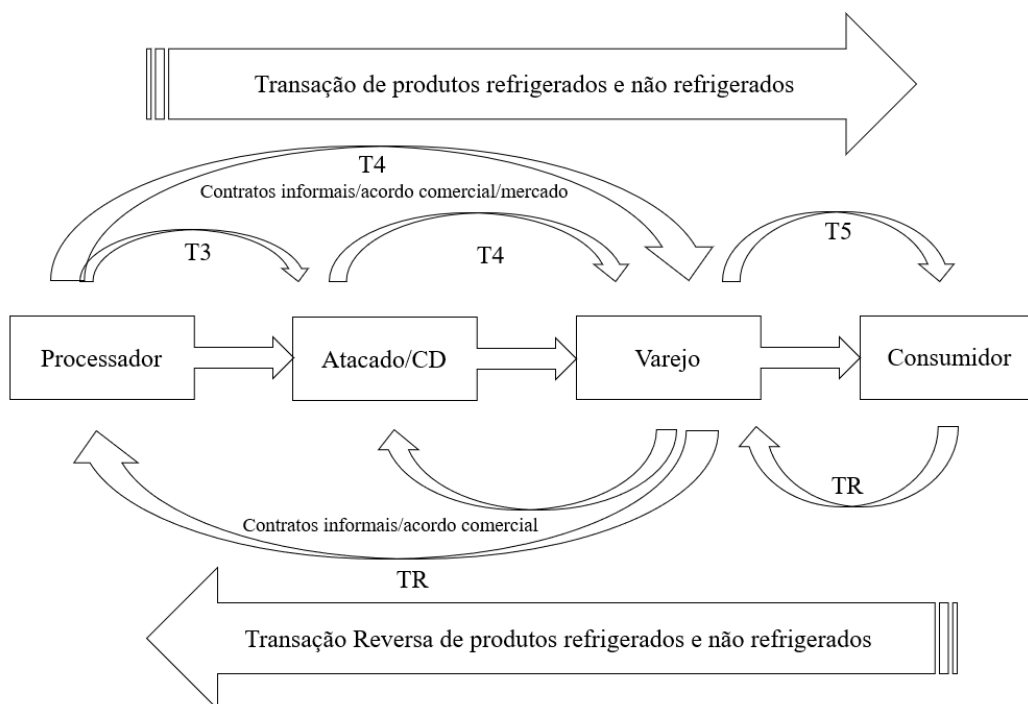 Transação de produtos refrigerados e não refrigerados
T4
Contratos informais/acordo comercial/mercado
T3
T4
T5
Processador
Atacado/CD
Varejo
Consumidor
TR
Contratos informais/acordo comercial
TR
Transação Reversa de produtos refrigerados e não refrigerados